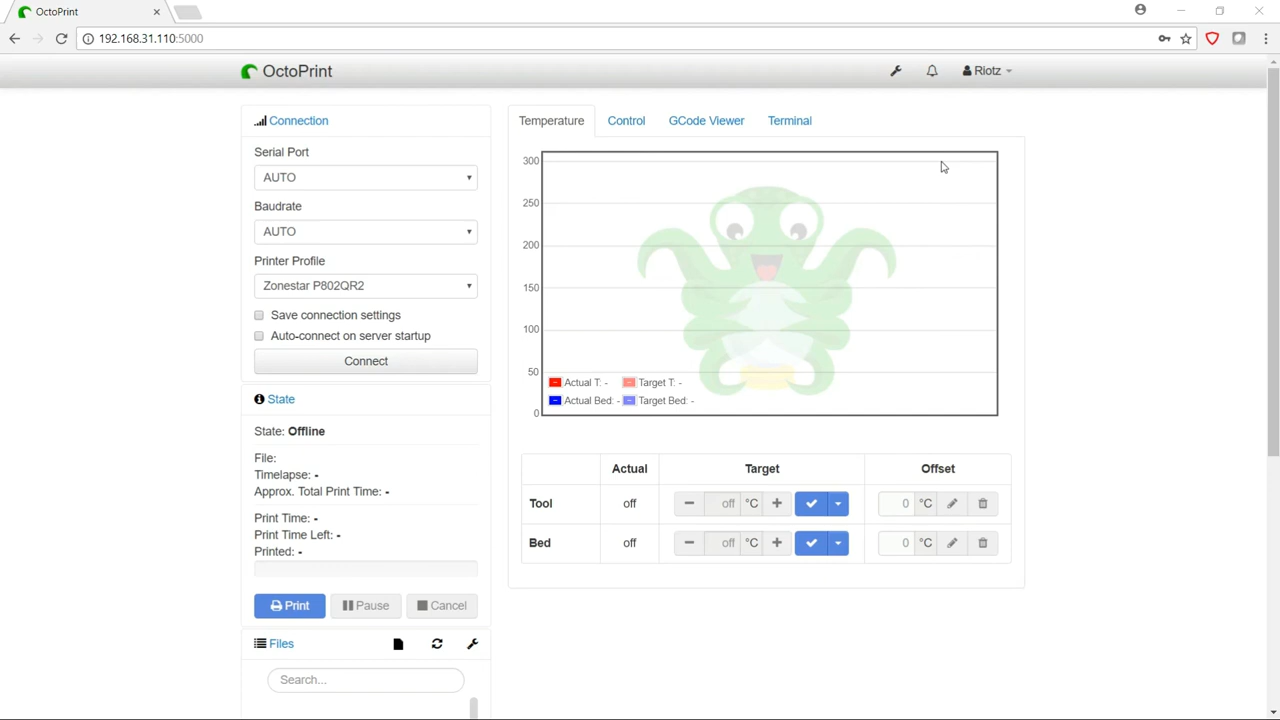 OctoPrint
192.168.31.110:5000
OctoPrint
Riotz
Connection
Serial Port
AUTO
Baudrate
AUTO
Printer Profile
Zonestar P802QR2
Save connection settings
Auto-connect on server startup
Connect
State
State: Offline
File:
Timelapse: -
Approx. Total Print Time: -
Print Time: -
Print Time Left: -
Printed: -
Print Pause Cancel
Files
Search...
Temperature Control GCode Viewer Terminal
300
250
200
150
100
50
0
Actual T: - Target T: -
Actual Bed: - Target Bed: -
Actual Target Offset
Tool off off °C 0 °C
Bed off off °C 0 °C